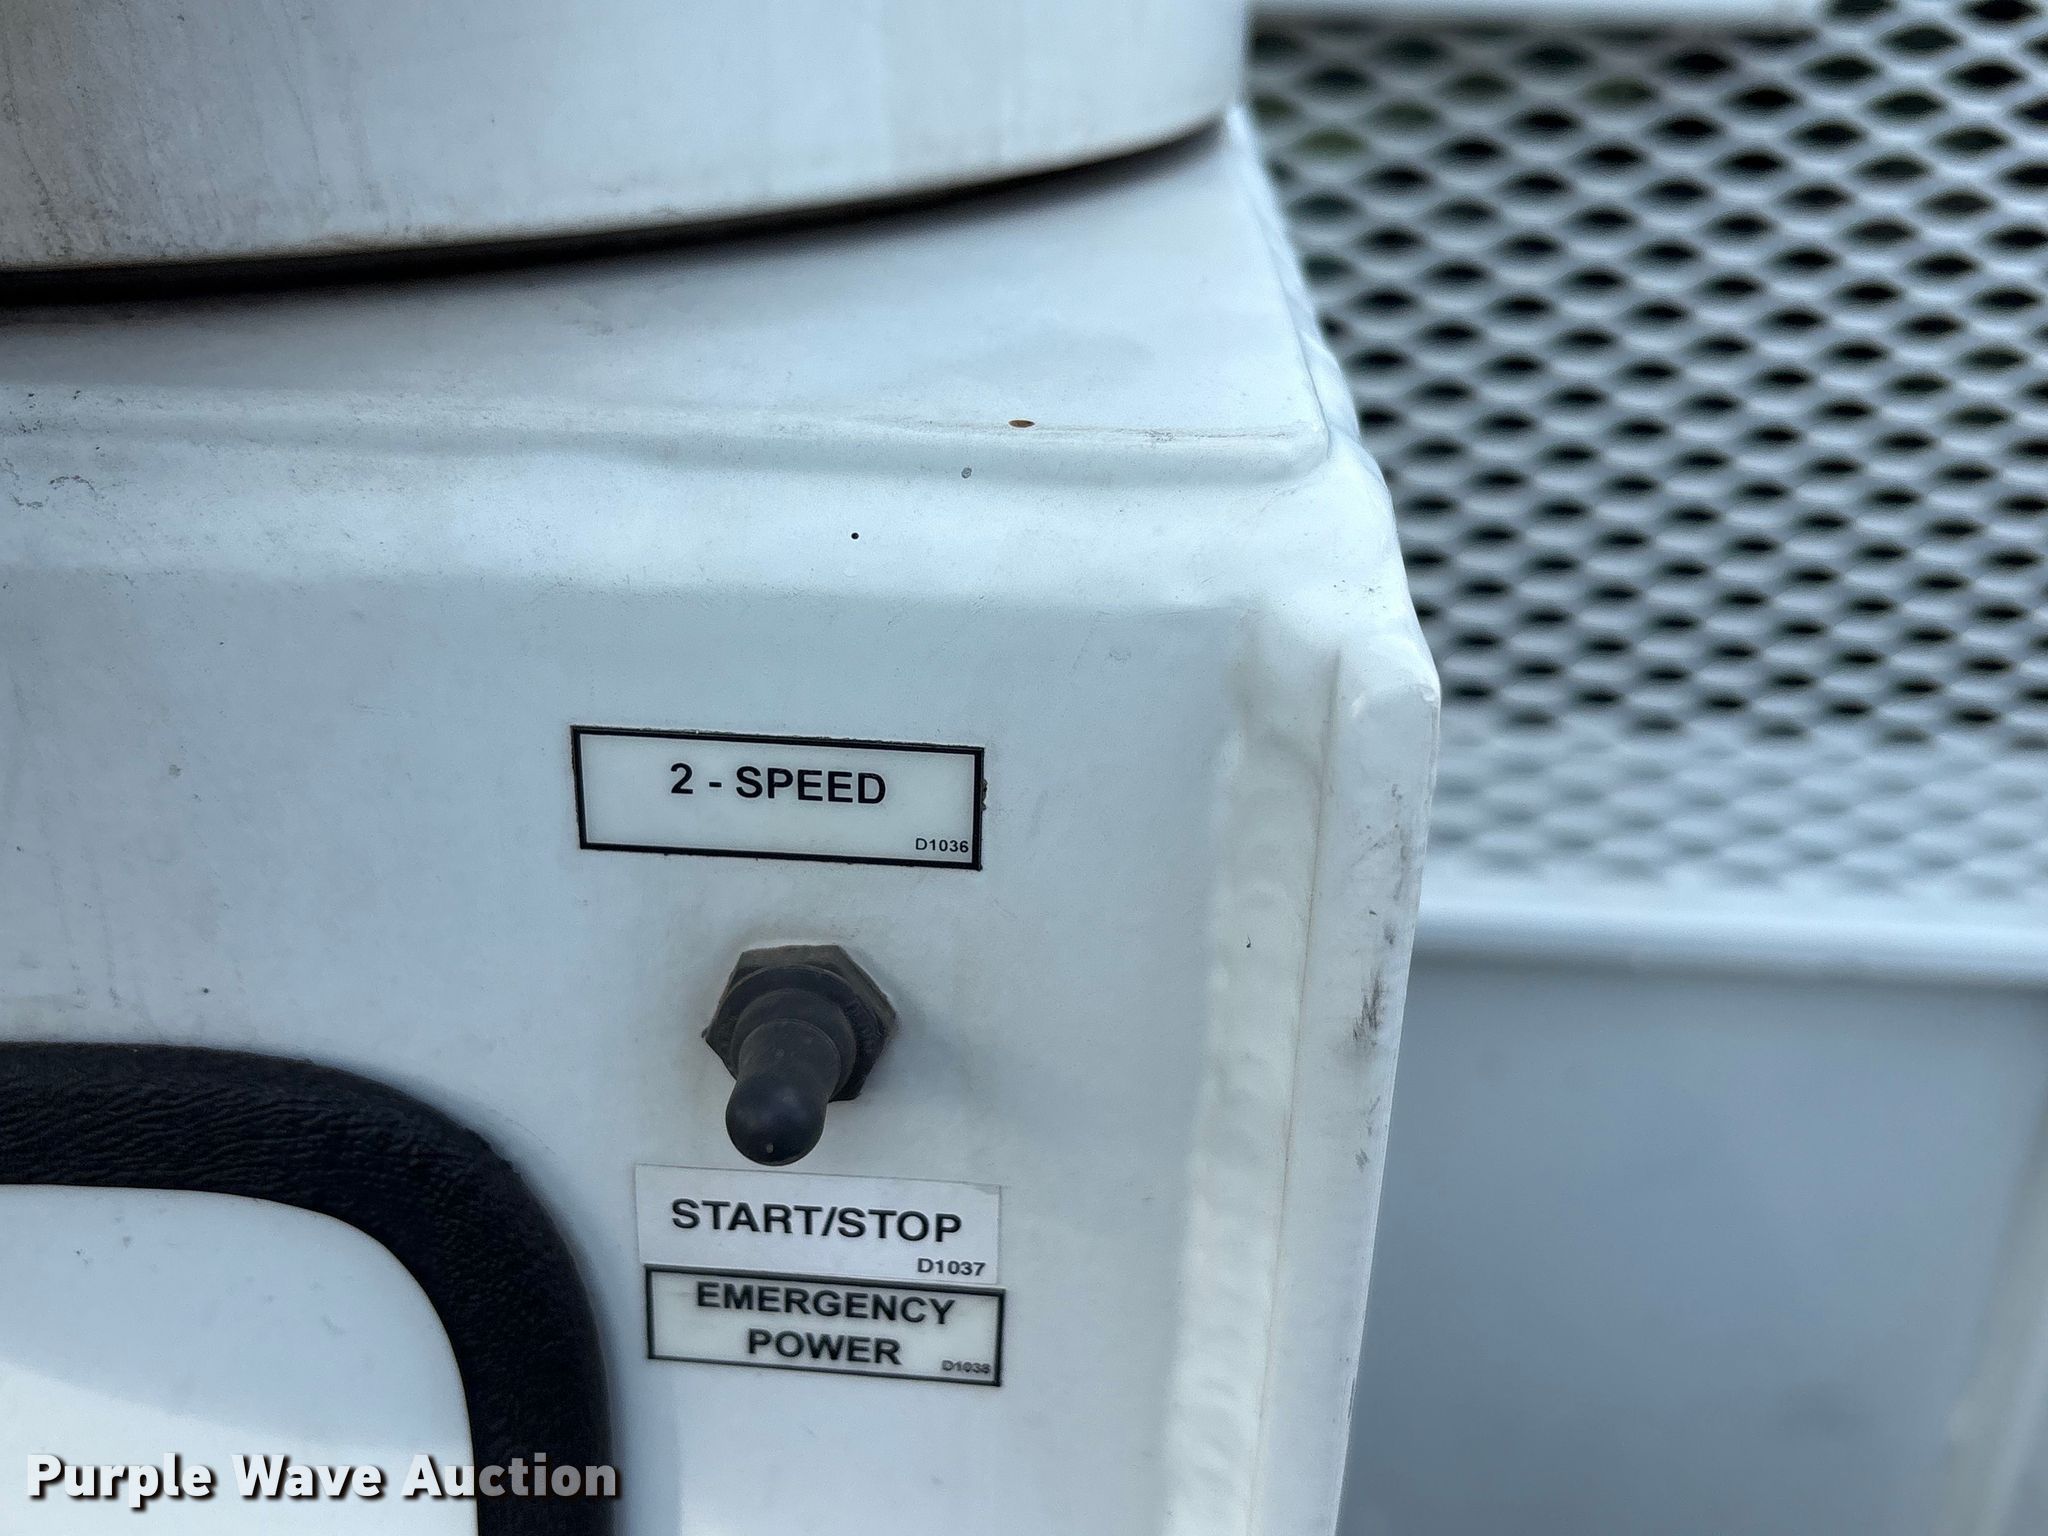 2 - SPEED
D1036
START/STOP
D1037
EMERGENCY
POWER
D1038
Purple Wave Auction